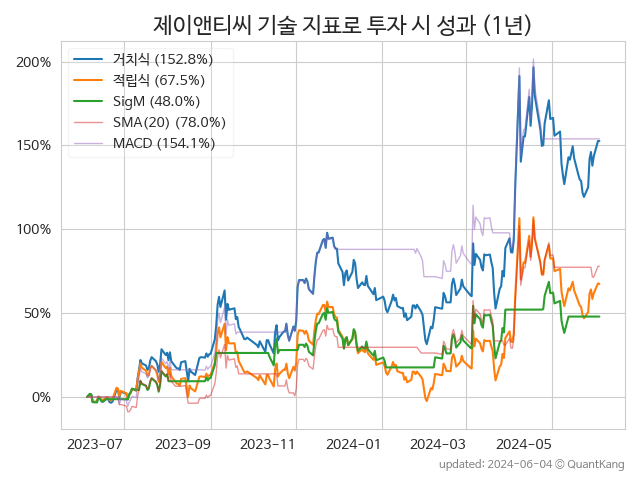 제이앤티씨 기술 지표로 투자 시 성과 (1년)
거치식 (152.8%)
적립식 (67.5%)
SigM (48.0%)
SMA(20) (78.0%)
MACD (154.1%)
200%
150%
100%
50%
0%
2023-07 2023-09 2023-11 2024-01 2024-03 2024-05
updated: 2024-06-04 © QuantKang